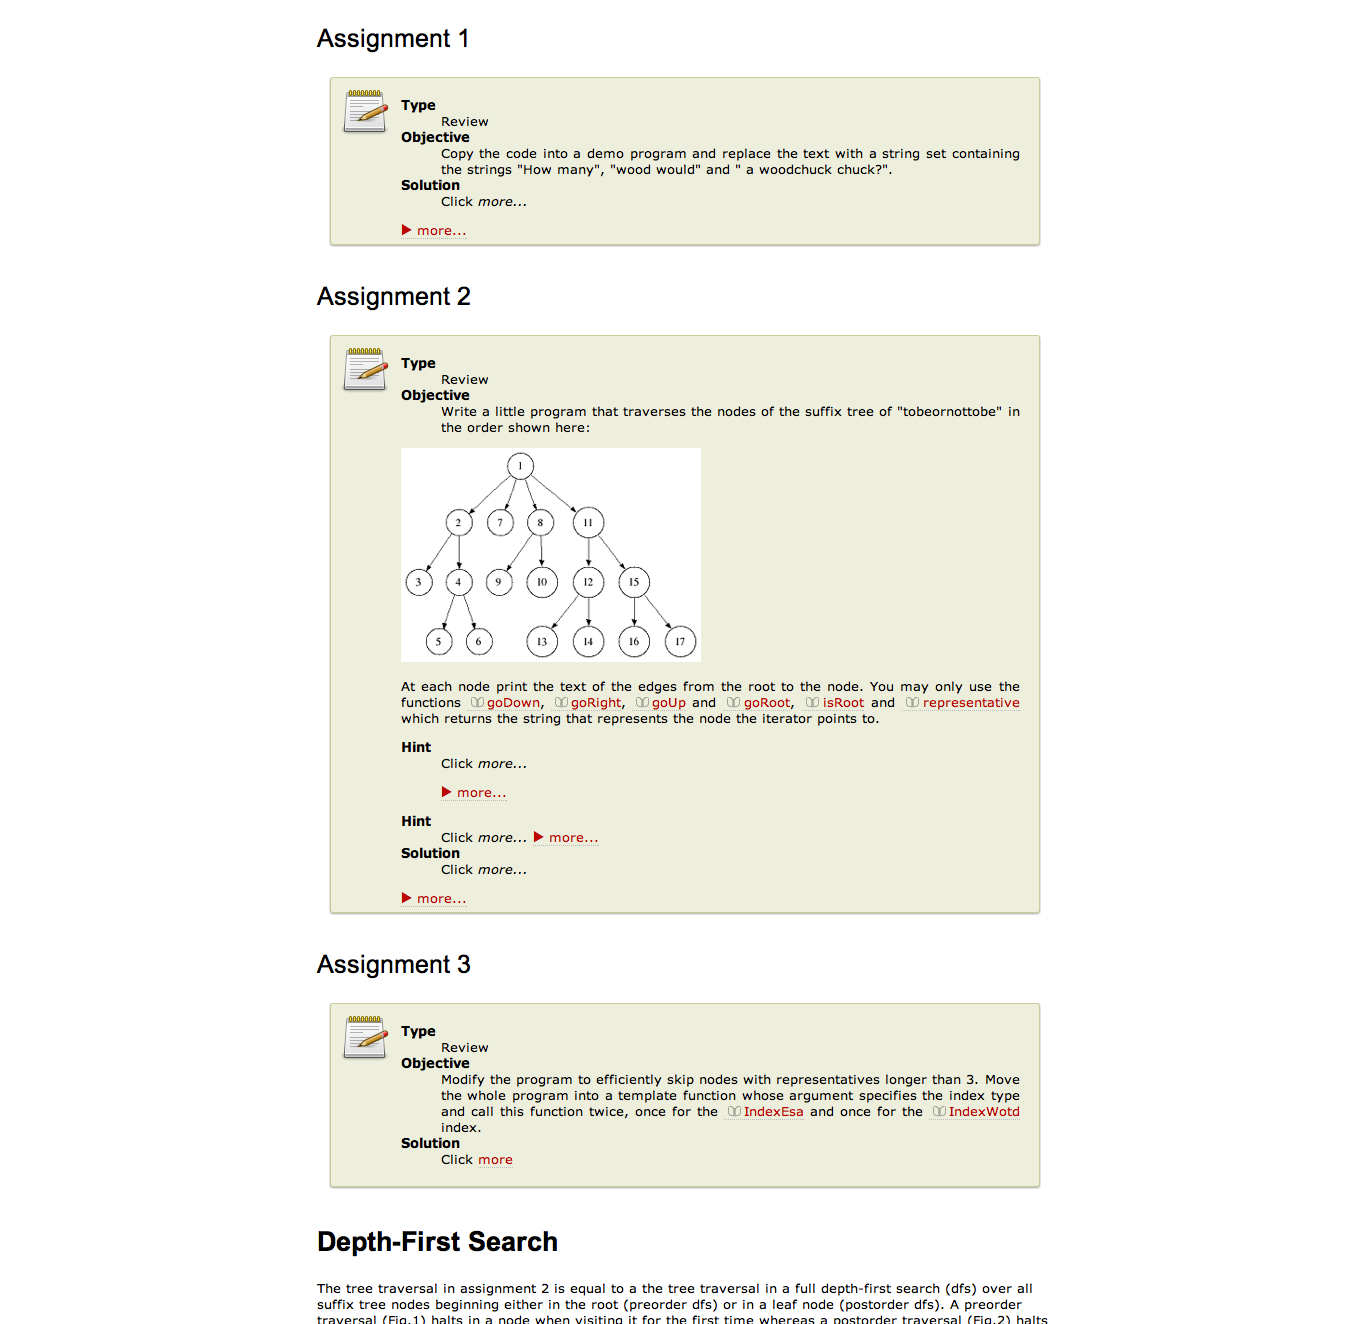 Assignment 1
Type
Review
Objective
Copy the code into a demo program and replace the text with a string set containing
the strings "How many", "wood would" and " a woodchuck chuck?".
Solution
Click more...
more...
Assignment 2
Type
Review
Objective
Write a little program that traverses the nodes of the suffix tree of "tobeornottobe" in
the order shown here:
1
2 7 8 11
3 4 9 10 12 15
5 6 13 14 16 17
At each node print the text of the edges from the root to the node. You may only use the
functions goDown, goRight, goUp and goRoot, isRoot and representative
which returns the string that represents the node the iterator points to.
Hint
Click more...
more...
Hint
Click more... more...
Solution
Click more...
more...
Assignment 3
Type
Review
Objective
Modify the program to efficiently skip nodes with representatives longer than 3. Move
the whole program into a template function whose argument specifies the index type
and call this function twice, once for the IndexEsa and once for the IndexWotd
index.
Solution
Click more
Depth-First Search
The tree traversal in assignment 2 is equal to a the tree traversal in a full depth-first search (dfs) over all
suffix tree nodes beginning either in the root (preorder dfs) or in a leaf node (postorder dfs). A preorder
traversal (Fig.1) halts in a node when visiting it for the first time whereas a postorder traversal (Fig.2) halts